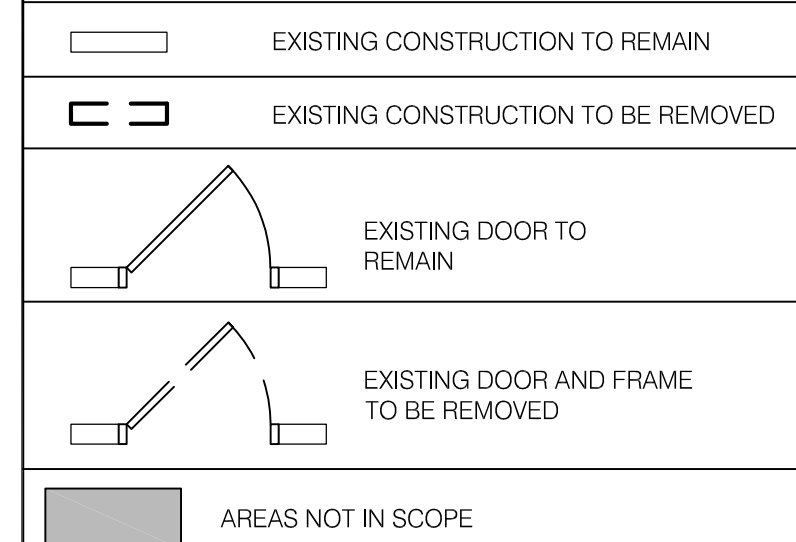 EXISTING CONSTRUCTION TO REMAIN
EXISTING CONSTRUCTION TO BE REMOVED
EXISTING DOOR TO
REMAIN
EXISTING DOOR AND FRAME
TO BE REMOVED
AREAS NOT IN SCOPE